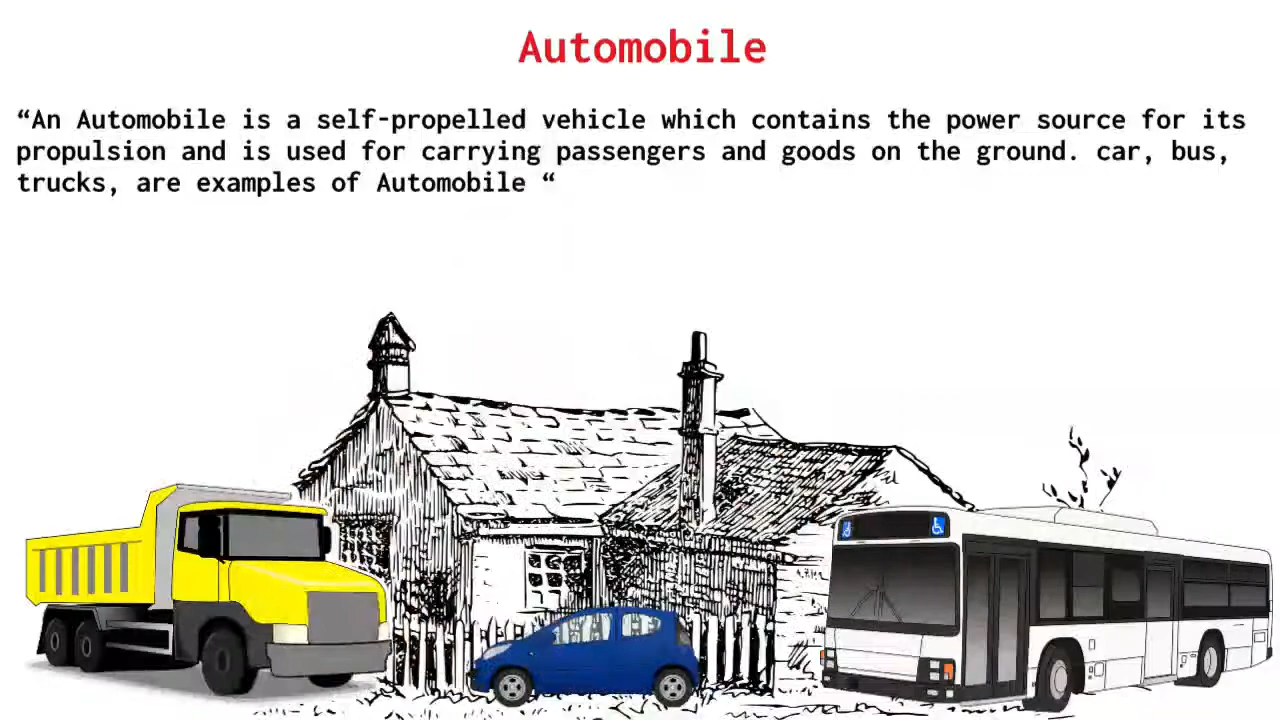 Automobile
“An Automobile is a self-propelled vehicle which contains the power source for its
propulsion and is used for carrying passengers and goods on the ground. car, bus,
trucks, are examples of Automobile “